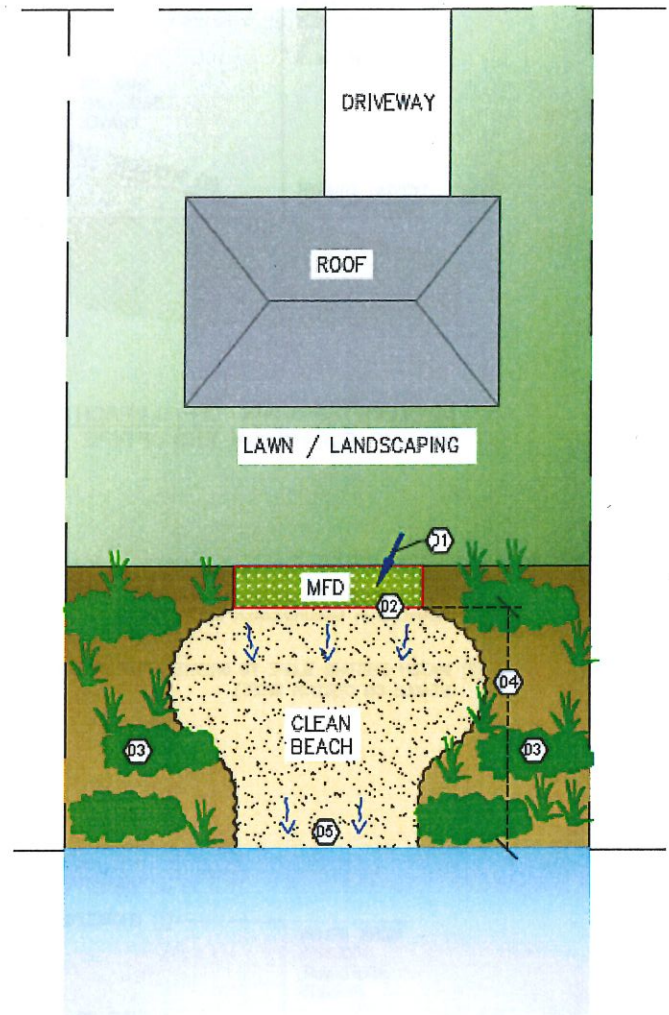 DRIVEWAY
ROOF
LAWN / LANDSCAPING
01
MFD
02
04
CLEAN
BEACH
03
03
05